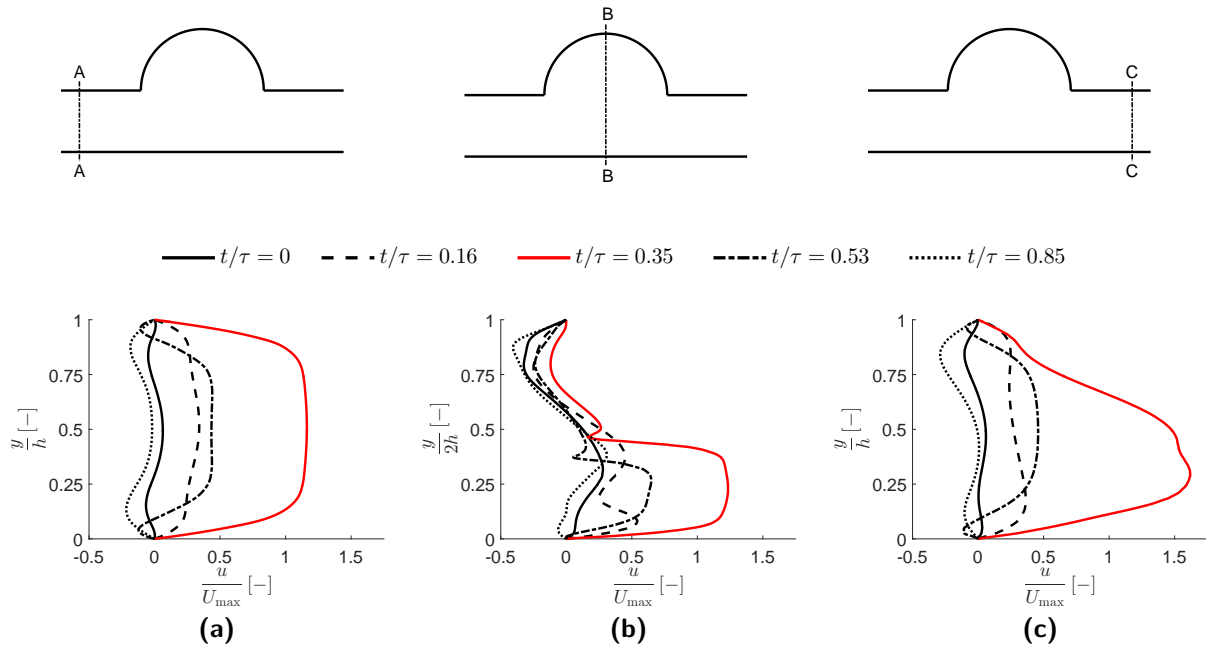 B
A
C
A
B
C
t/τ = 0 t/τ = 0.16 t/τ = 0.35 t/τ = 0.53 t/τ = 0.85
1
0.75
0.5
0.25
0
y/h [−]
-0.5 0 0.5 1 1.5
u/U_max [−]
(a)
1
0.75
0.5
0.25
0
y/2h [−]
-0.5 0 0.5 1 1.5
u/U_max [−]
(b)
1
0.75
0.5
0.25
0
y/h [−]
-0.5 0 0.5 1 1.5
u/U_max [−]
(c)